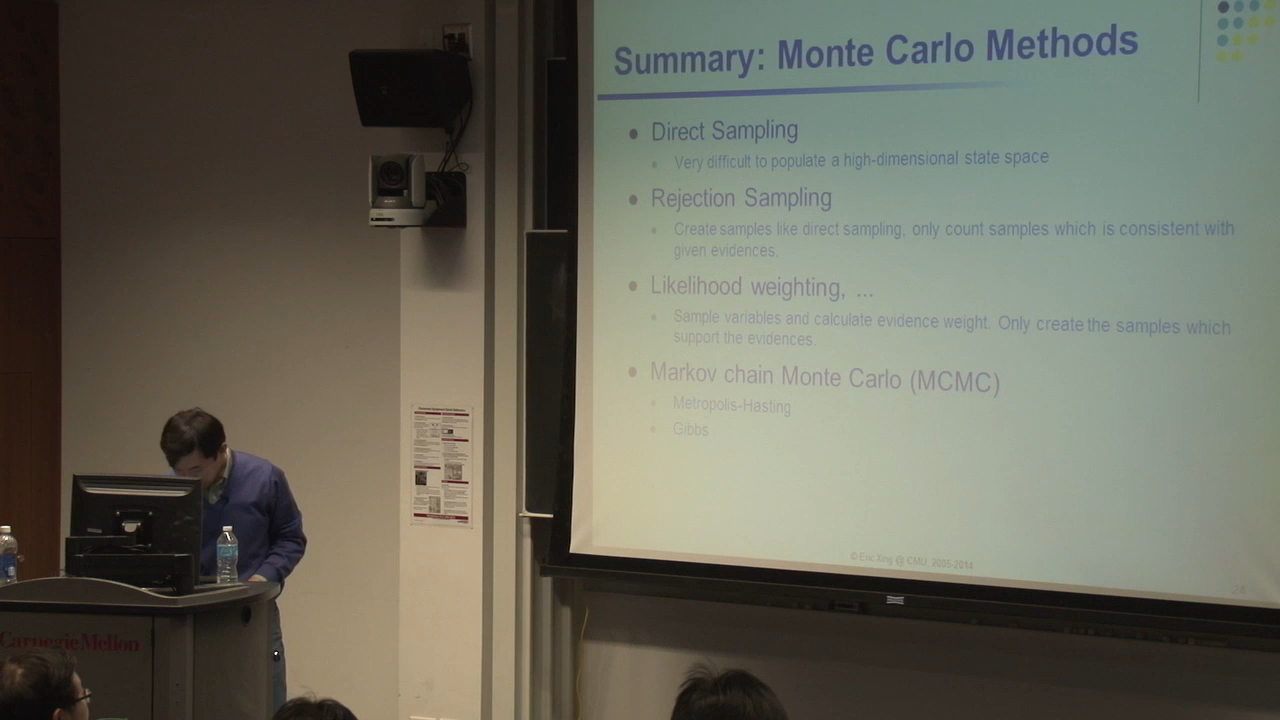 Summary: Monte Carlo Methods
Direct Sampling
Very difficult to populate a high-dimensional state space
Rejection Sampling
Create samples like direct sampling, only count samples which is consistent with
given evidences.
Likelihood weighting, ...
Sample variables and calculate evidence weight. Only create the samples which
support the evidences.
Markov chain Monte Carlo (MCMC)
Metropolis-Hasting
Gibbs
© Eric Xing @ CMU, 2005-2014
24
SONY
Carnegie Mellon